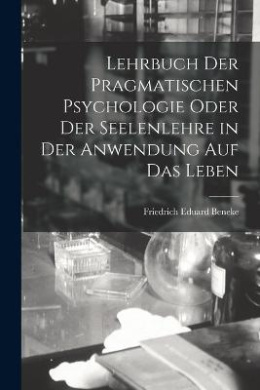 Lehrbuch Der
Pragmatischen
Psychologie Oder
Der Seelenlehre in
Der Anwendung Auf
Das Leben
Friedrich Eduard Beneke